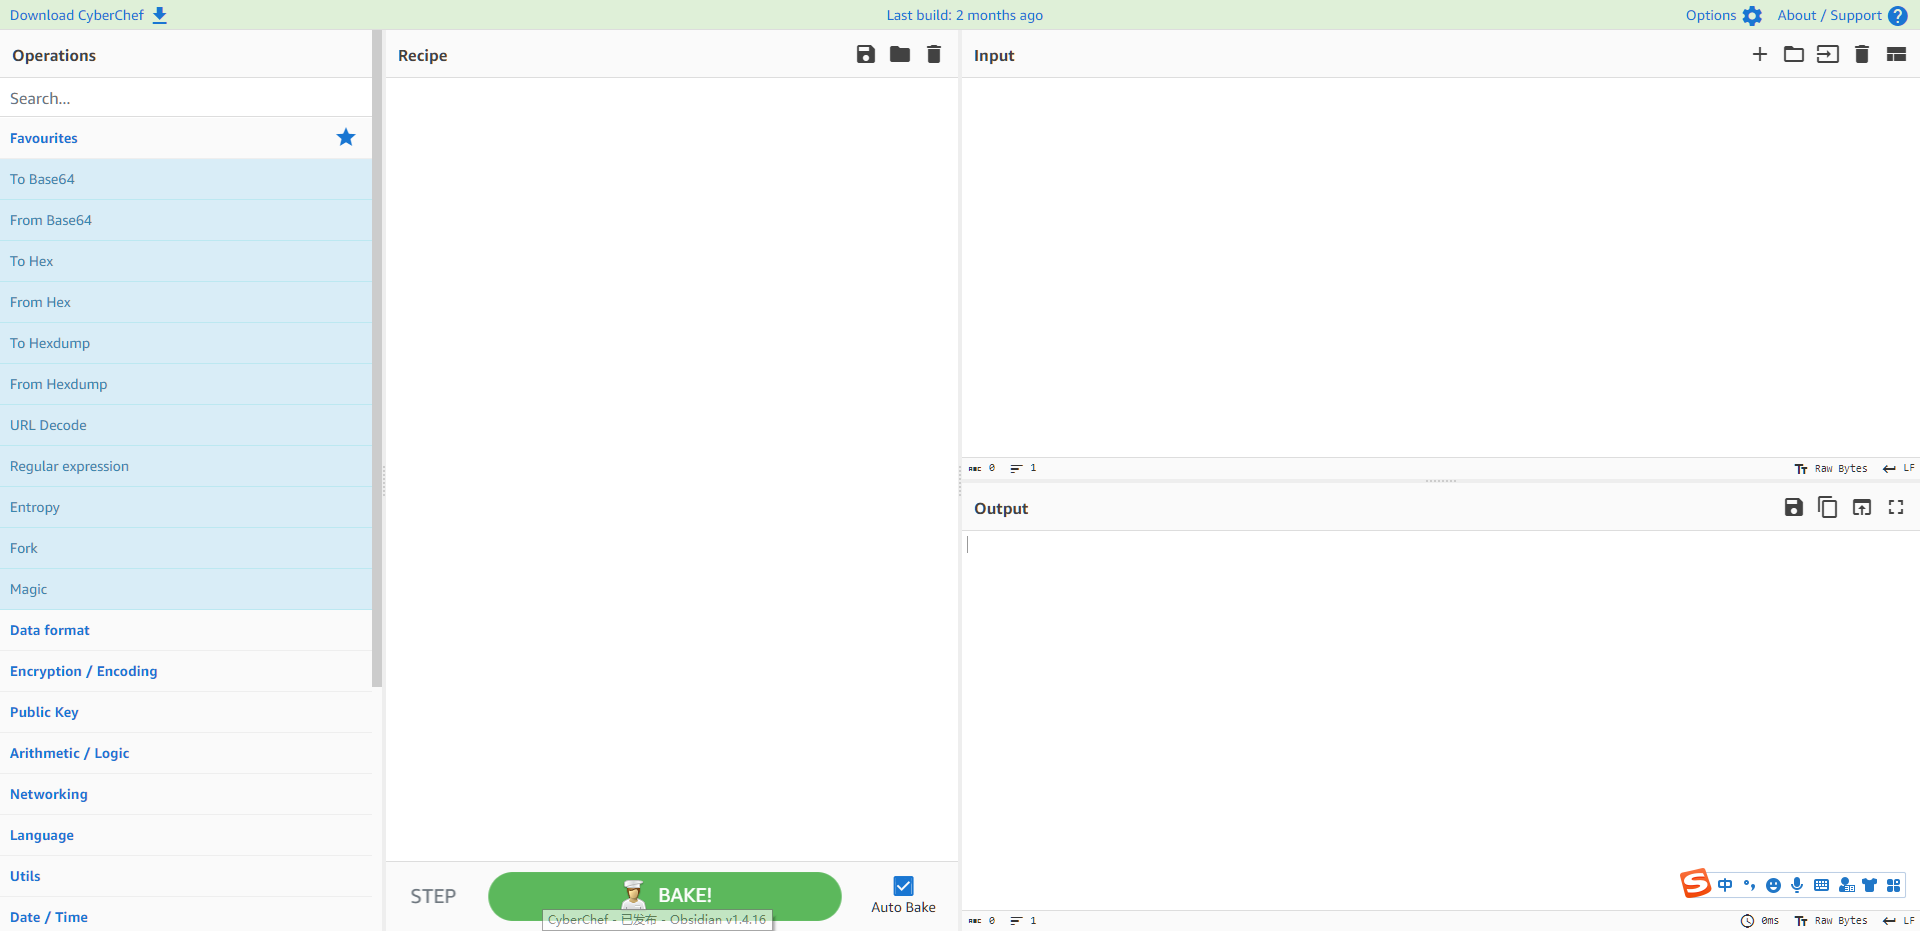 Download CyberChef
Last build: 2 months ago
Options
About / Support
Operations
Search...
Favourites
To Base64
From Base64
To Hex
From Hex
To Hexdump
From Hexdump
URL Decode
Regular expression
Entropy
Fork
Magic
Data format
Encryption / Encoding
Public Key
Arithmetic / Logic
Networking
Language
Utils
Date / Time
Recipe
STEP
BAKE!
Auto Bake
CyberChef - 已发布 - Obsidian v1.4.16
Input
ABC 0 1
Tт Raw Bytes LF
Output
中
ABC 0 1
0ms Tт Raw Bytes LF